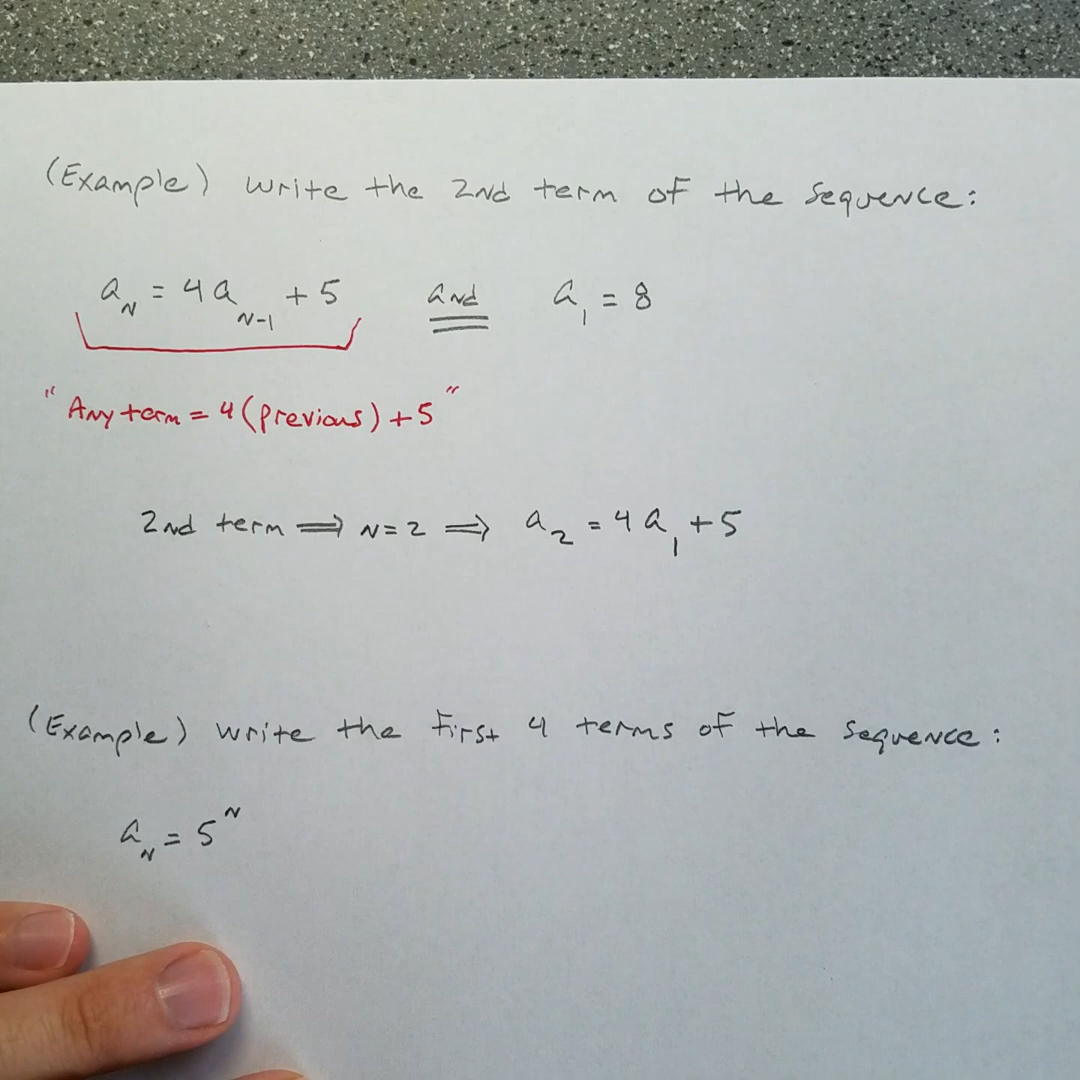 (Example) Write the 2nd term of the sequence:
a_N = 4a_{N-1} + 5 and a_1 = 8
"Any term = 4(previous) + 5"
2nd term ⟹ N = 2 ⟹ a_2 = 4a_1 + 5
(Example) write the first 4 terms of the sequence:
a_N = 5^N